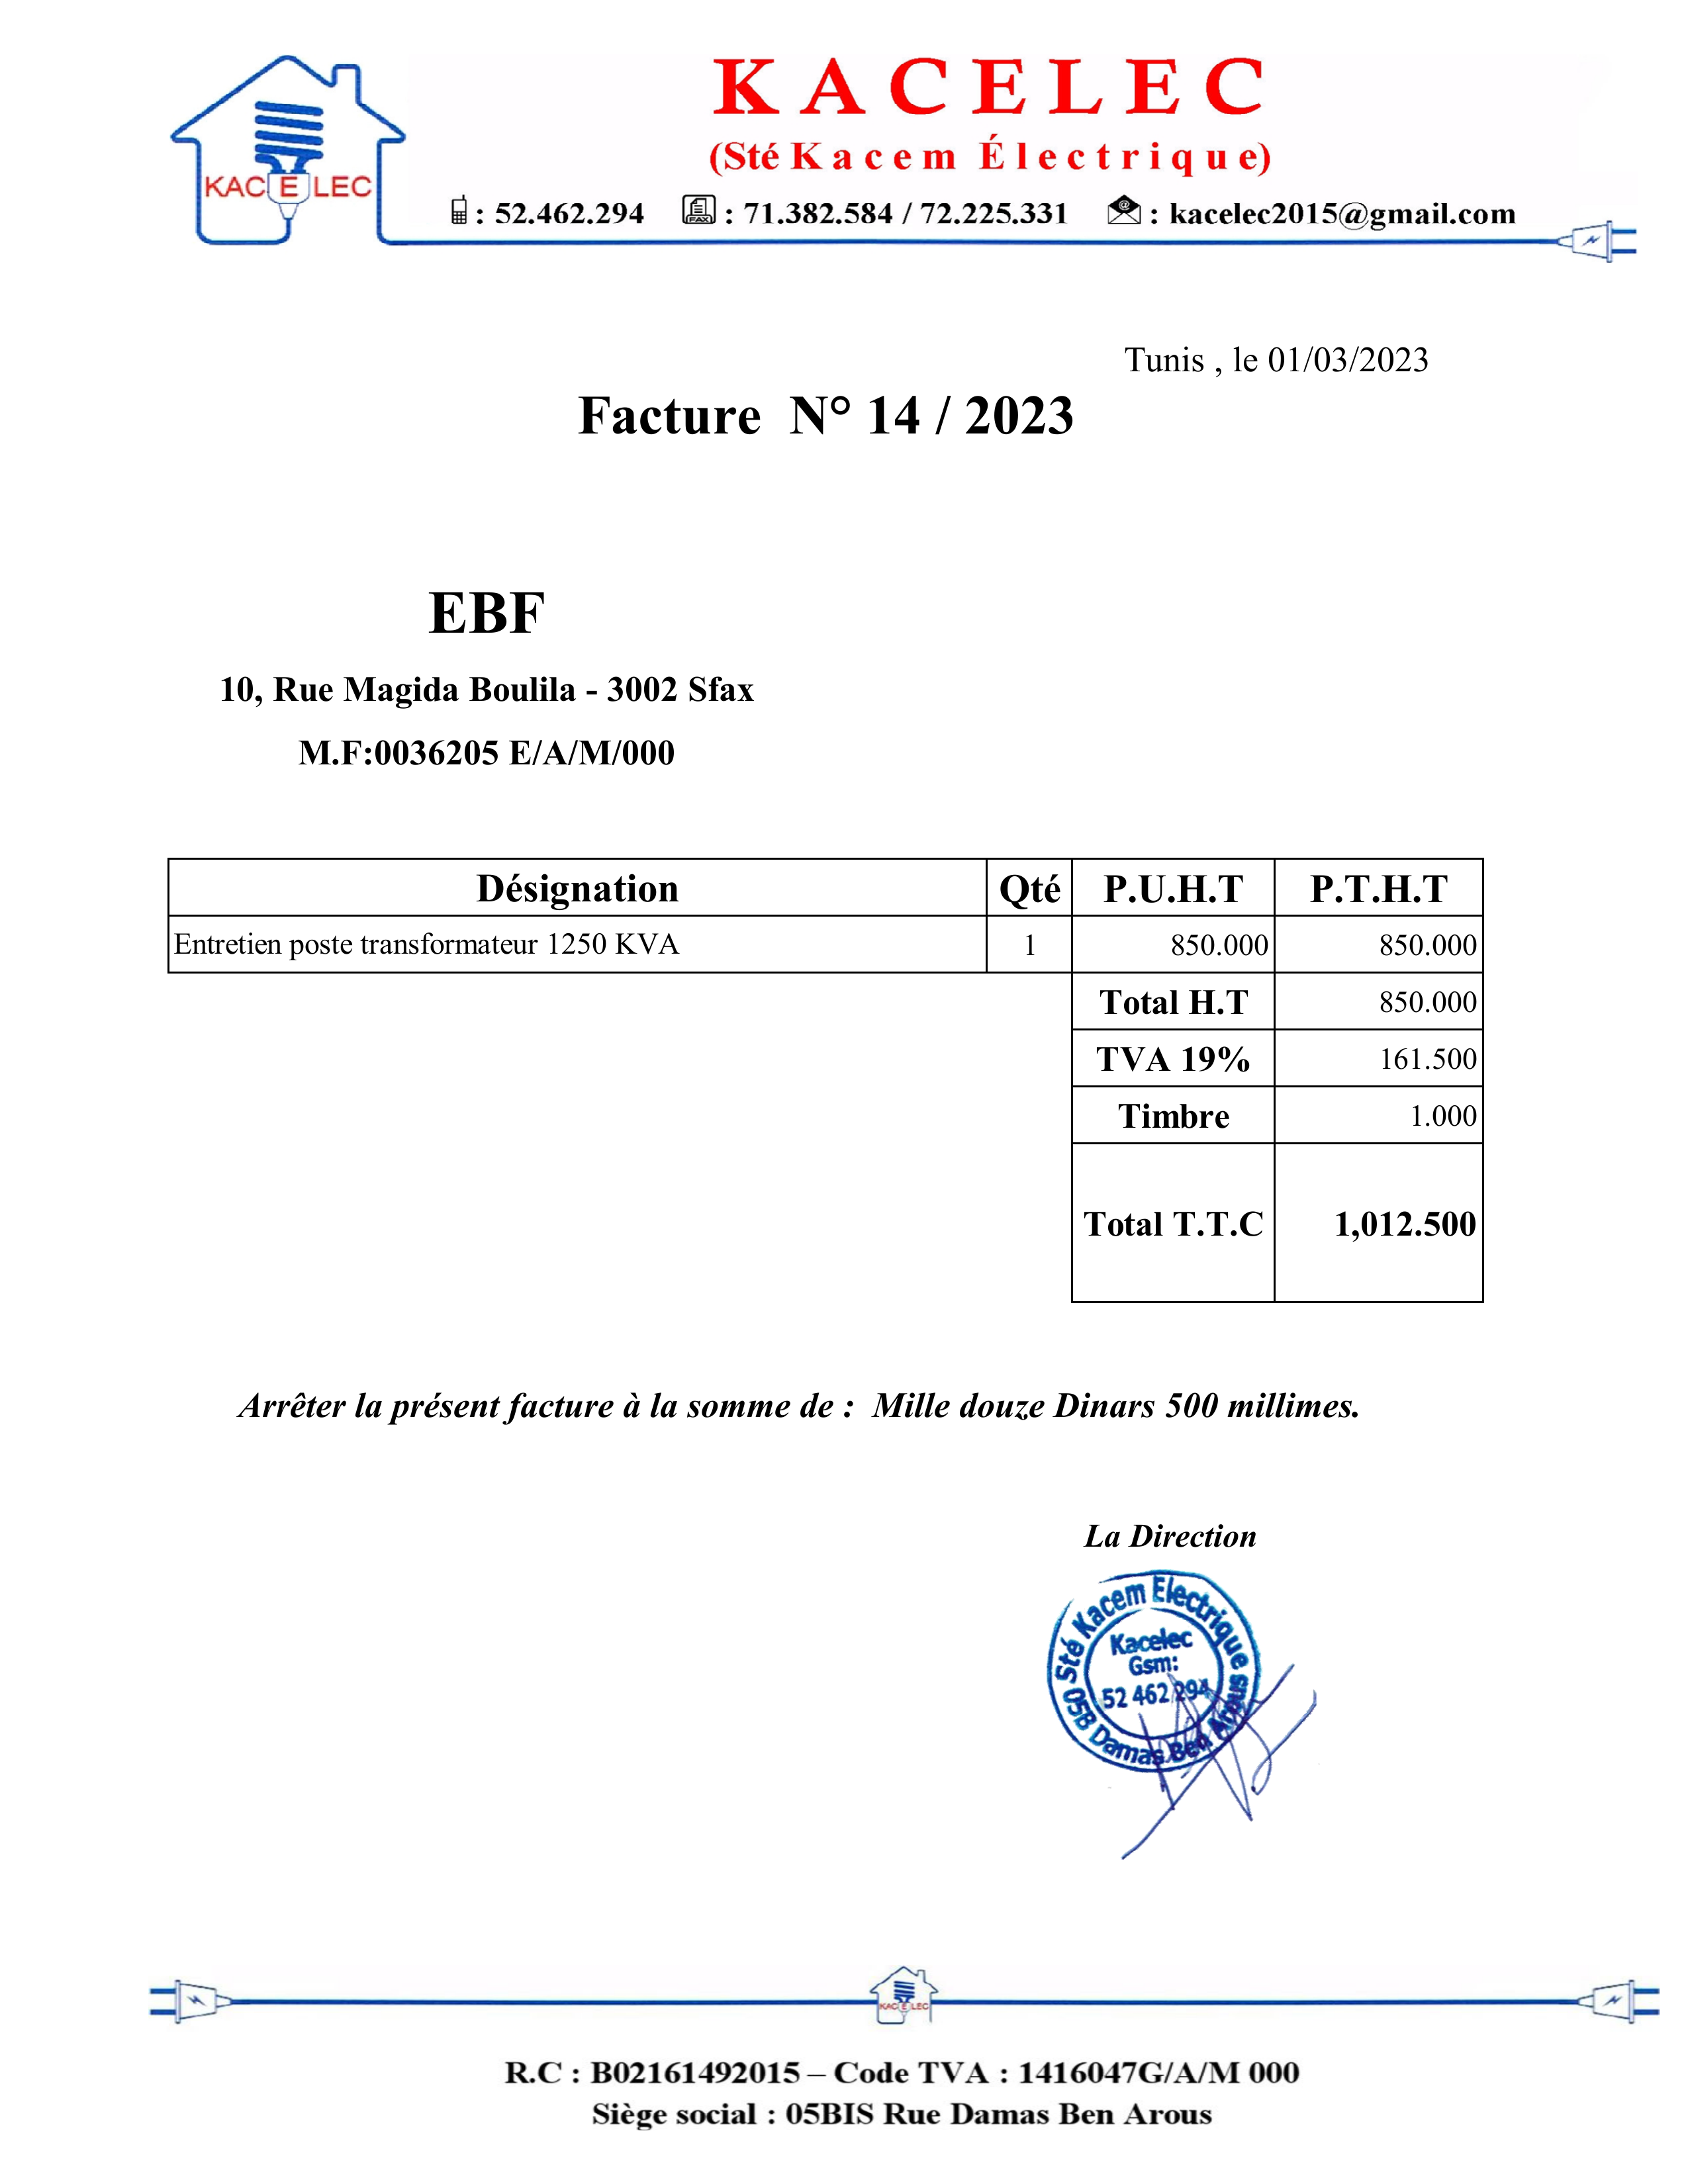 KACELEC
KACELEC
(Sté Kacem Électrique)
: 52.462.294 FAX : 71.382.584 / 72.225.331 @ : kacelec2015@gmail.com
Tunis , le 01/03/2023
Facture N° 14 / 2023
EBF
10, Rue Magida Boulila - 3002 Sfax
M.F:0036205 E/A/M/000
Désignation Qté P.U.H.T P.T.H.T
Entretien poste transformateur 1250 KVA 1 850.000 850.000
Total H.T 850.000
TVA 19% 161.500
Timbre 1.000
Total T.T.C 1,012.500
Arrêter la présent facture à la somme de : Mille douze Dinars 500 millimes.
La Direction
Sté Kacem Electrique
Kacelec
Gsm:
52 462 294
05B Damas Ben Arous
KACELEC
R.C : B02161492015 – Code TVA : 1416047G/A/M 000
Siège social : 05BIS Rue Damas Ben Arous